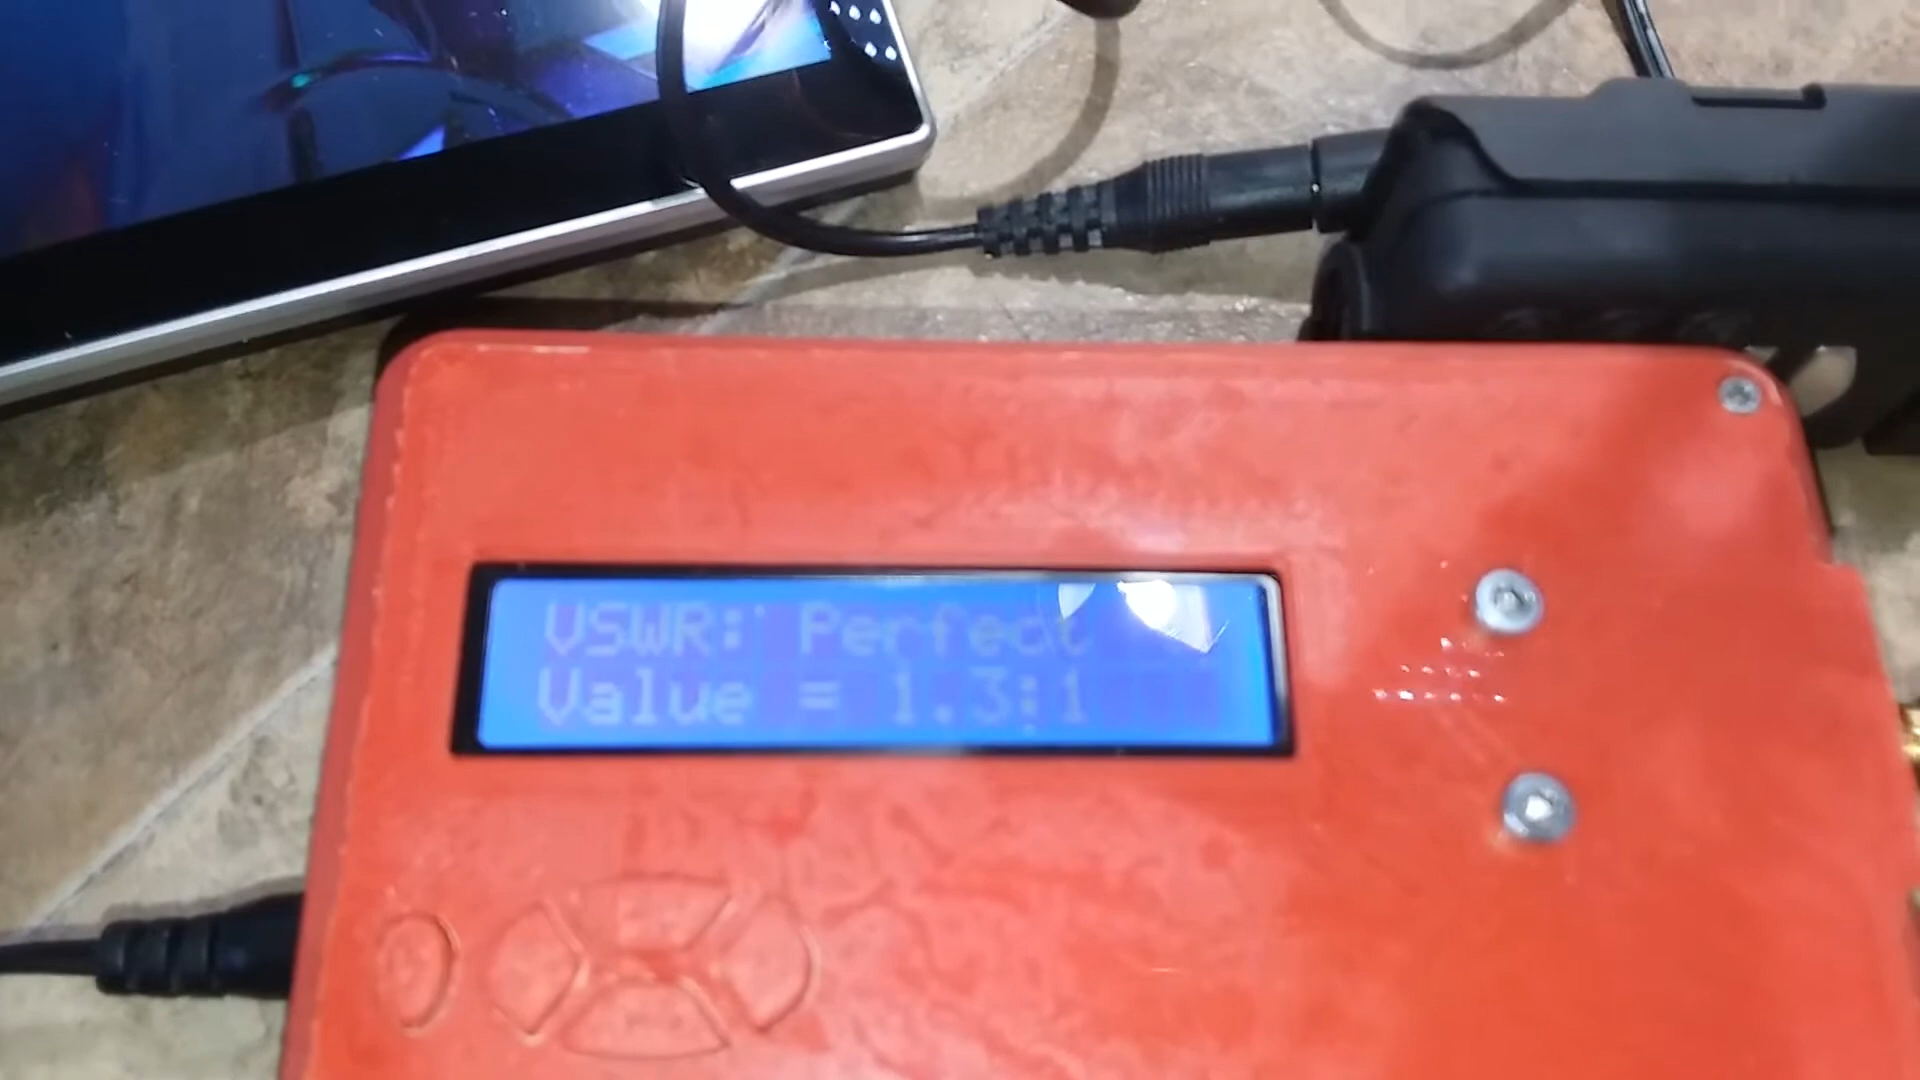 VSWR: Perfect
Value = 1.3:1